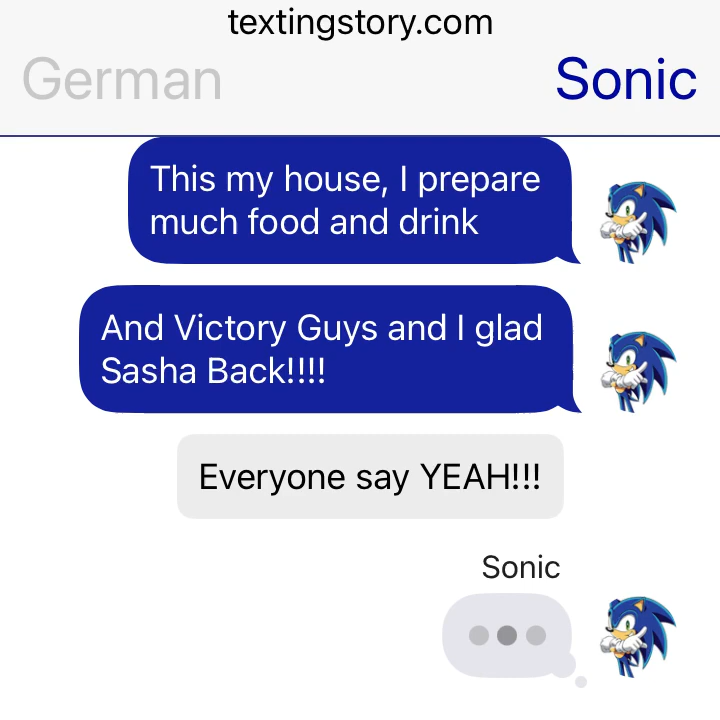 textingstory.com
German Sonic
This my house, I prepare
much food and drink
And Victory Guys and I glad
Sasha Back!!!!
Everyone say YEAH!!!
Sonic